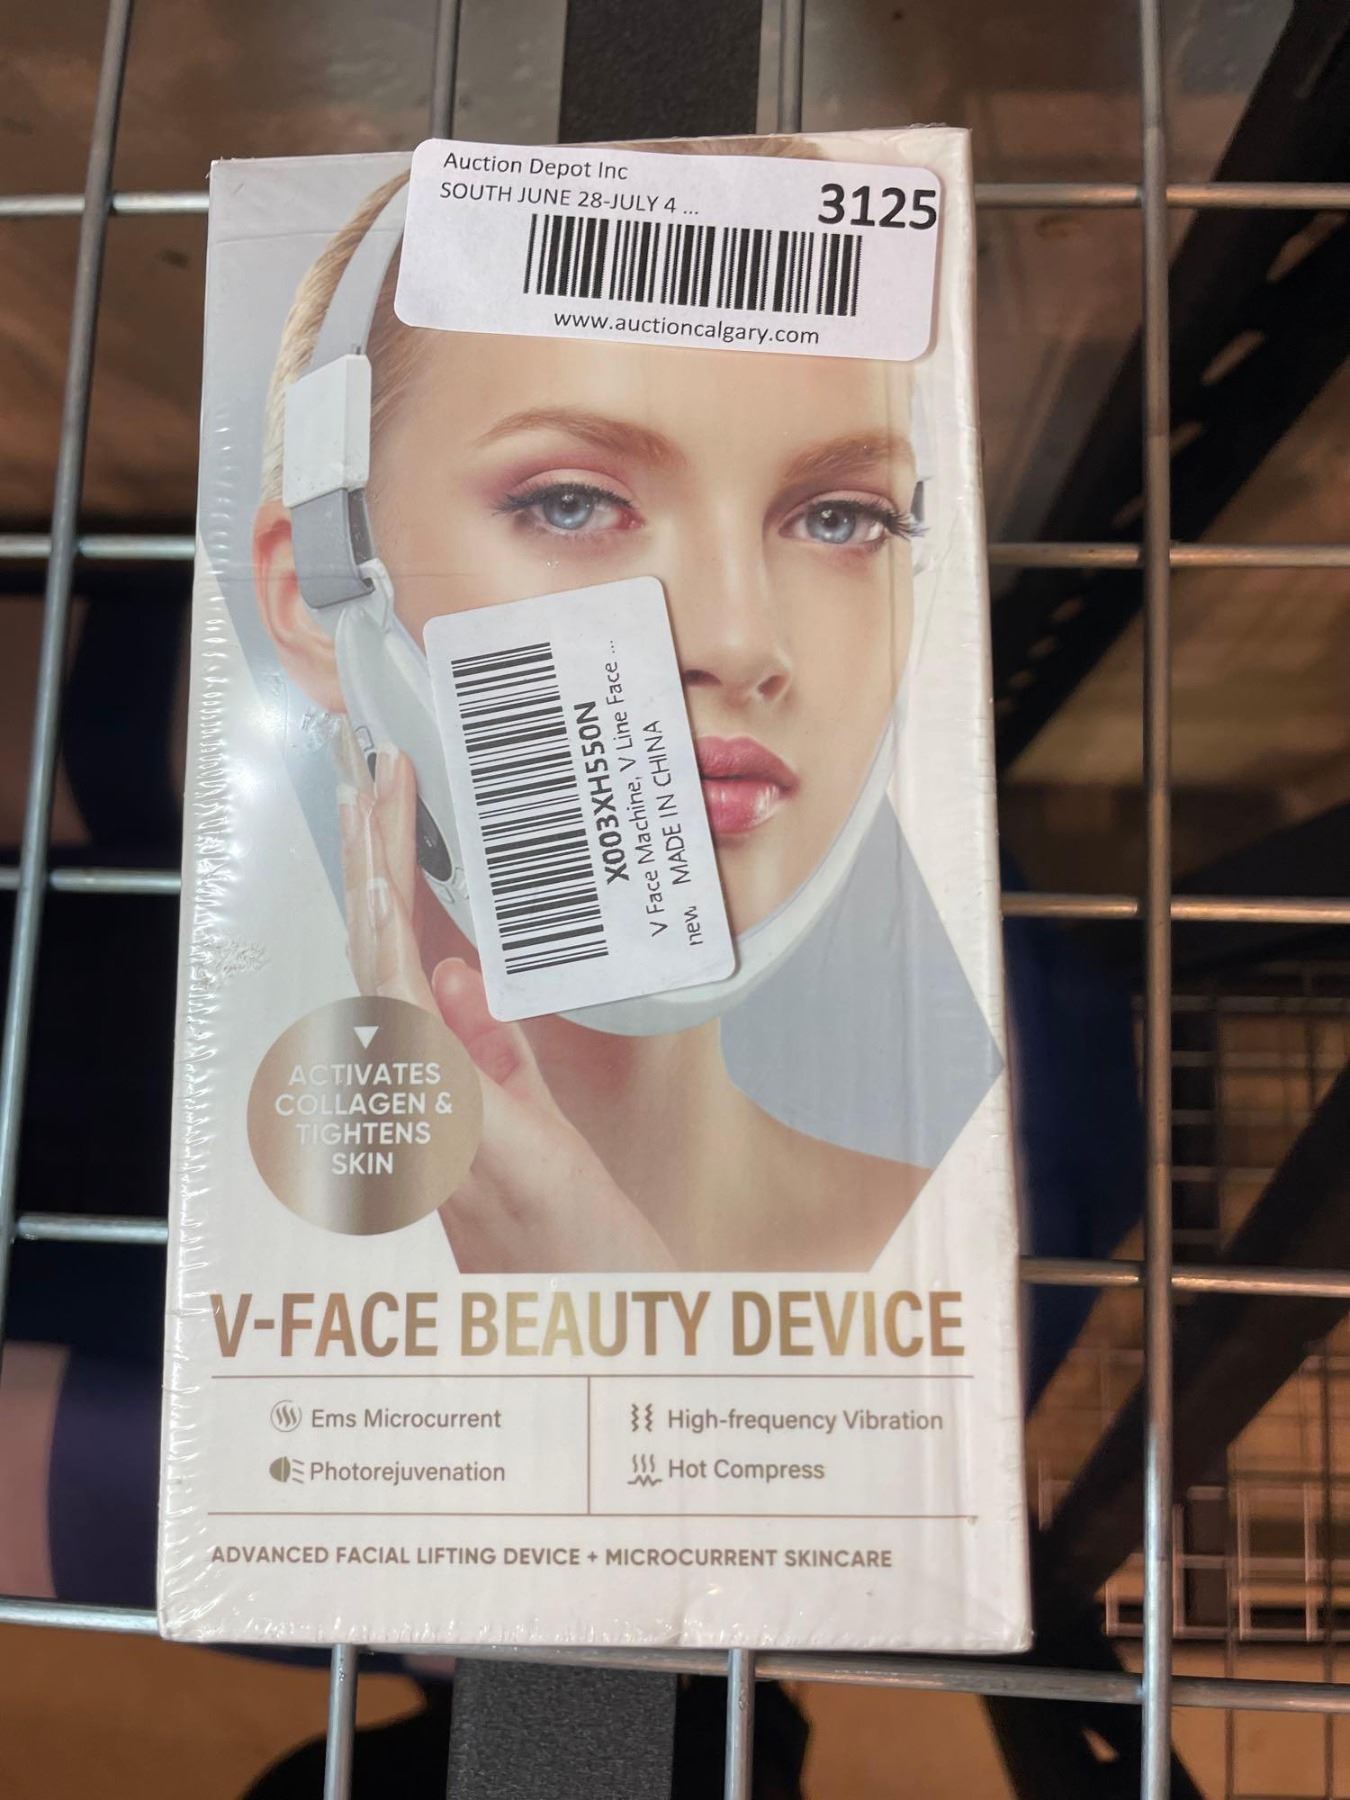 Auction Depot Inc
SOUTH JUNE 28-JULY 4 ...
3125
www.auctioncalgary.com
X003XH550N
V Face Machine, V Line Face ...
new MADE IN CHINA
ACTIVATES
COLLAGEN &
TIGHTENS
SKIN
V-FACE BEAUTY DEVICE
Ems Microcurrent
High-frequency Vibration
Photorejuvenation
Hot Compress
ADVANCED FACIAL LIFTING DEVICE + MICROCURRENT SKINCARE